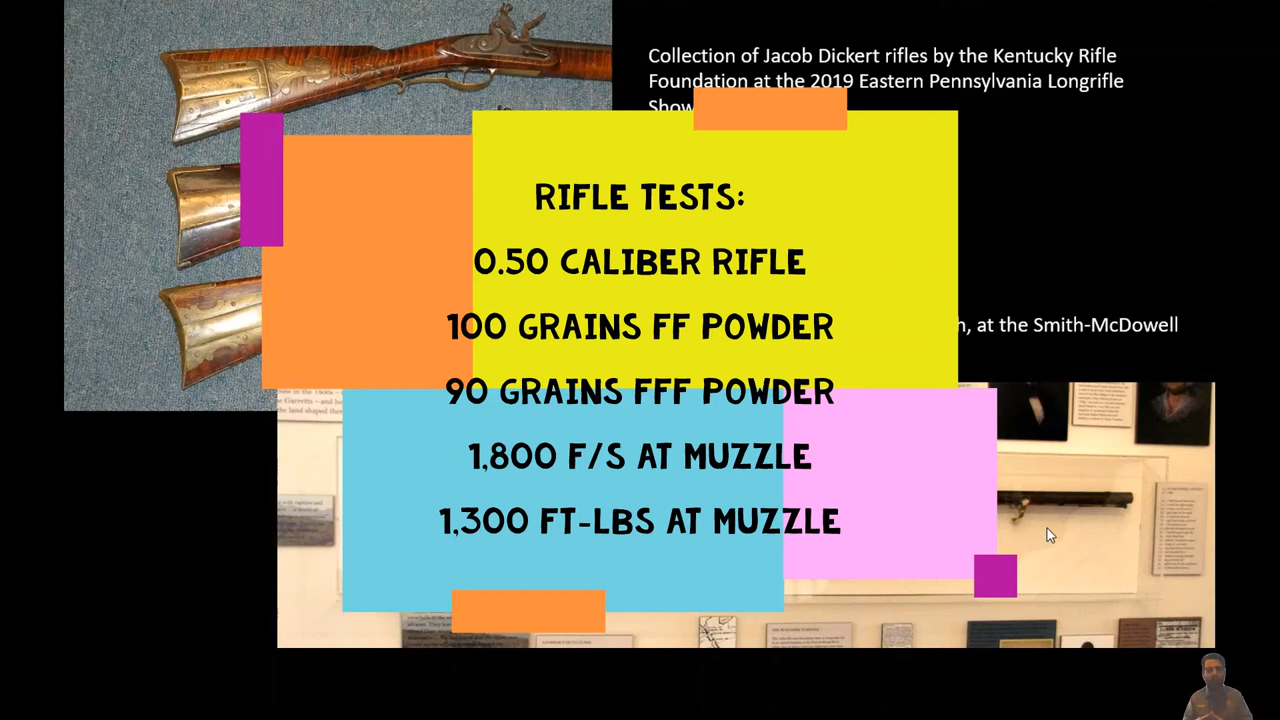 Collection of Jacob Dickert rifles by the Kentucky Rifle
Foundation at the 2019 Eastern Pennsylvania Longrifle
Show
RIFLE TESTS:
0.50 CALIBER RIFLE
100 GRAINS FF POWDER
h, at the Smith-McDowell
90 GRAINS FFF POWDER
1,800 F/S AT MUZZLE
1,300 FT-LBS AT MUZZLE